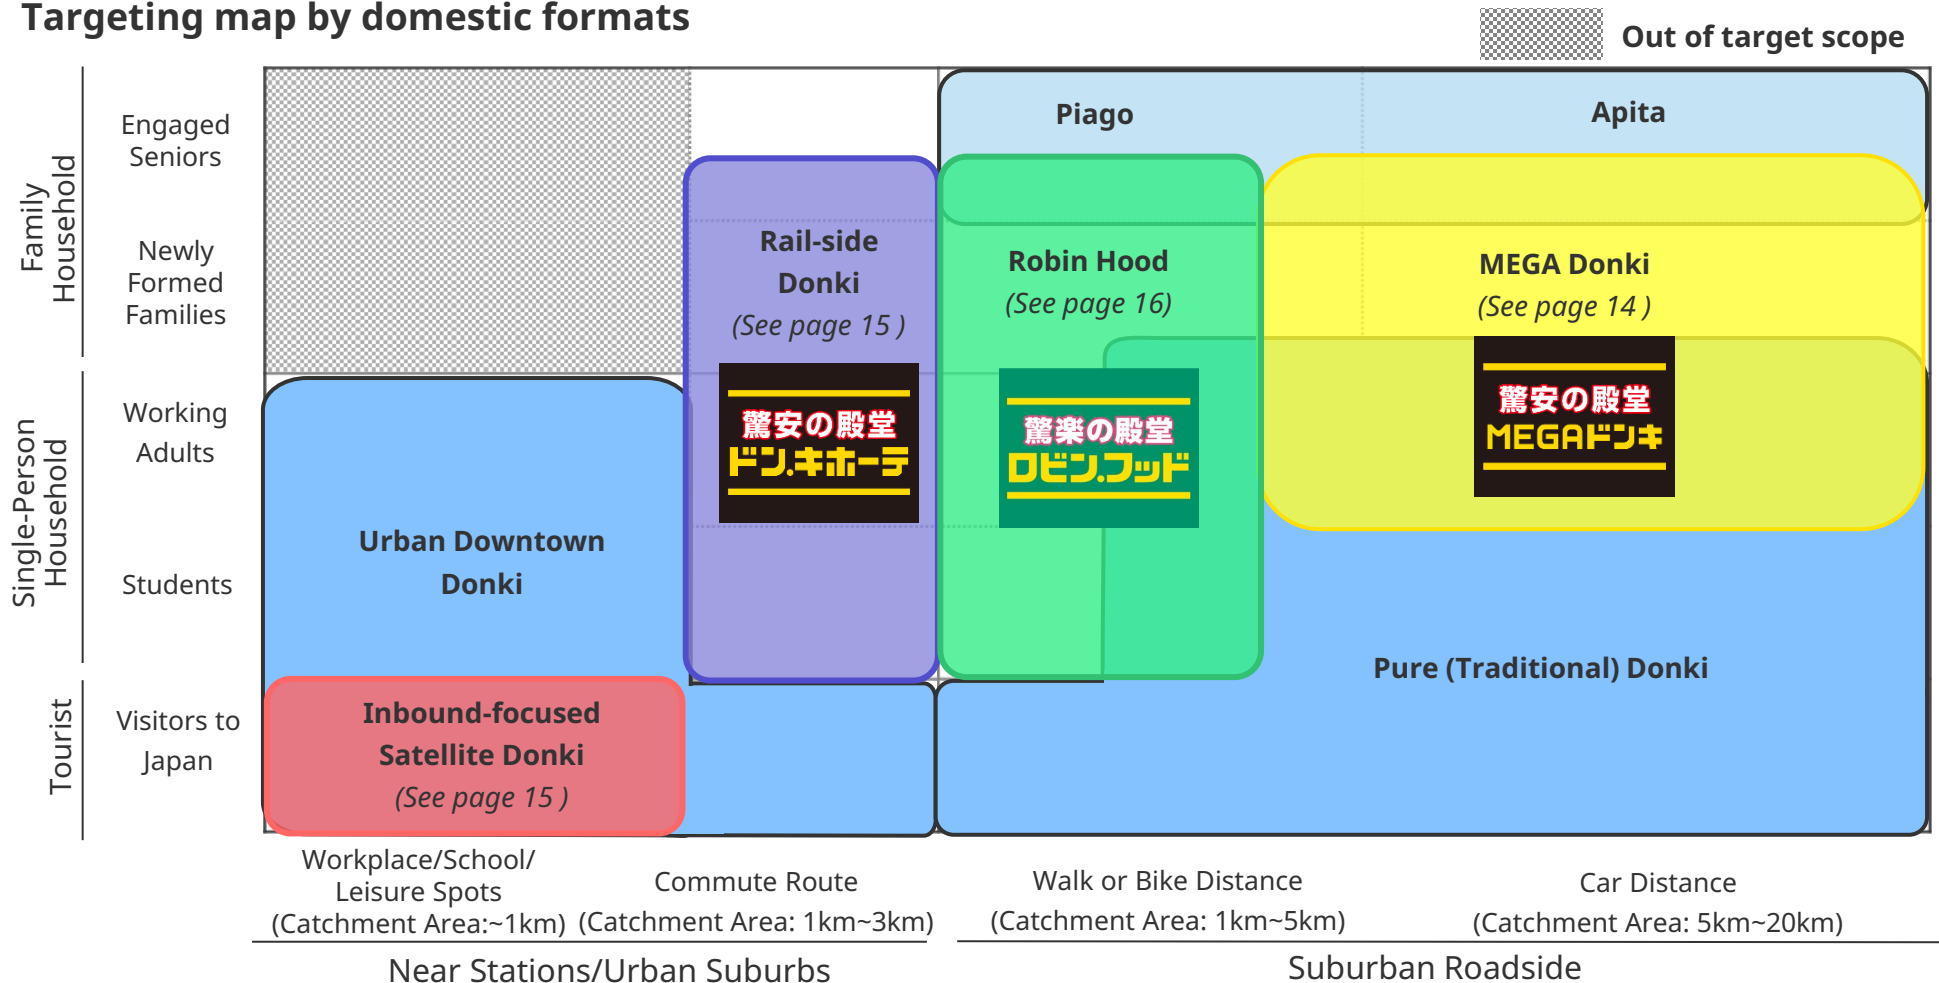 Targeting map by domestic formats
Out of target scope
Family
Household
Engaged
Seniors
Newly
Formed
Families
Single-Person
Household
Working
Adults
Students
Tourist
Visitors to
Japan
Piago
Apita
Rail-side
Donki
(See page 15 )
驚安の殿堂
ドン.キホーテ
Robin Hood
(See page 16)
驚楽の殿堂
ロビン.フッド
MEGA Donki
(See page 14 )
驚安の殿堂
MEGAドンキ
Urban Downtown
Donki
Pure (Traditional) Donki
Inbound-focused
Satellite Donki
(See page 15 )
Workplace/School/
Leisure Spots
(Catchment Area:~1km)
Commute Route
(Catchment Area: 1km~3km)
Walk or Bike Distance
(Catchment Area: 1km~5km)
Car Distance
(Catchment Area: 5km~20km)
Near Stations/Urban Suburbs
Suburban Roadside